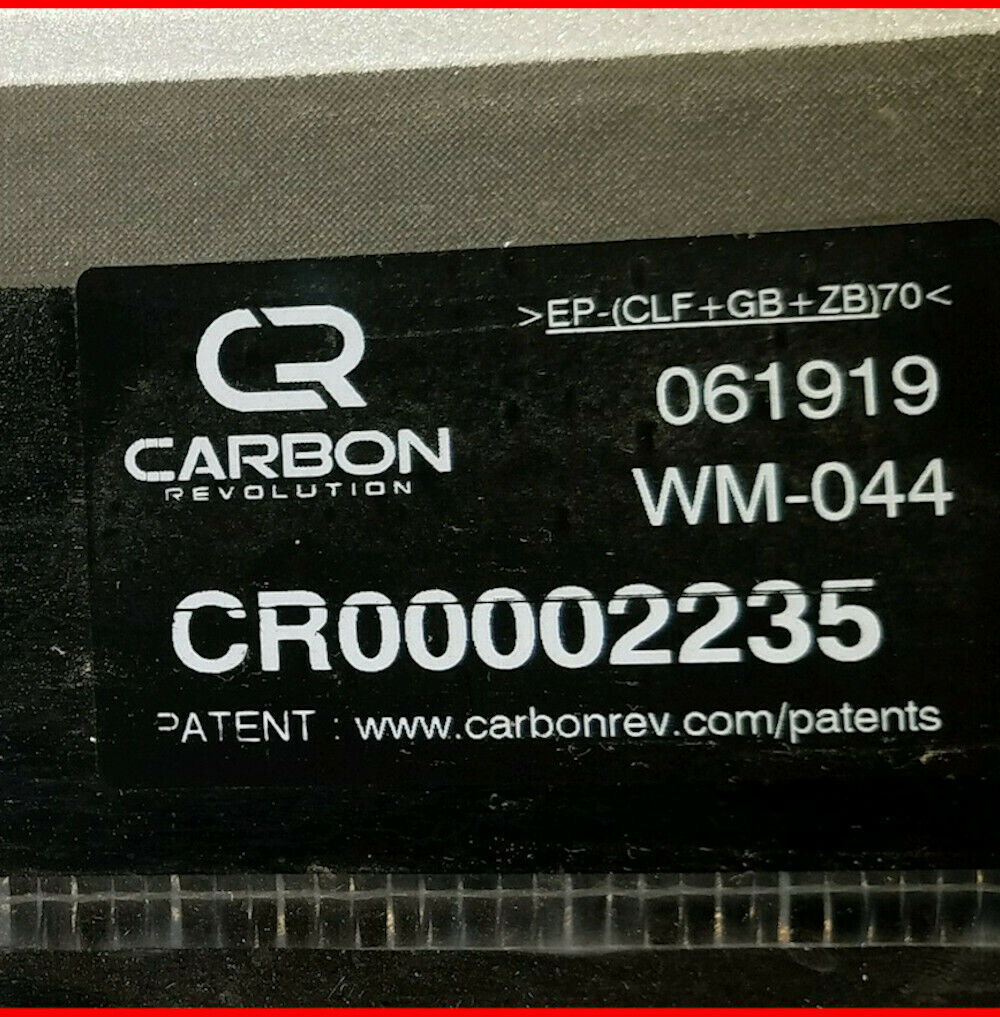 CR
CARBON
REVOLUTION
>EP-(CLF+GB+ZB)70<
061919
WM-044
CR00002235
PATENT : www.carbonrev.com/patents